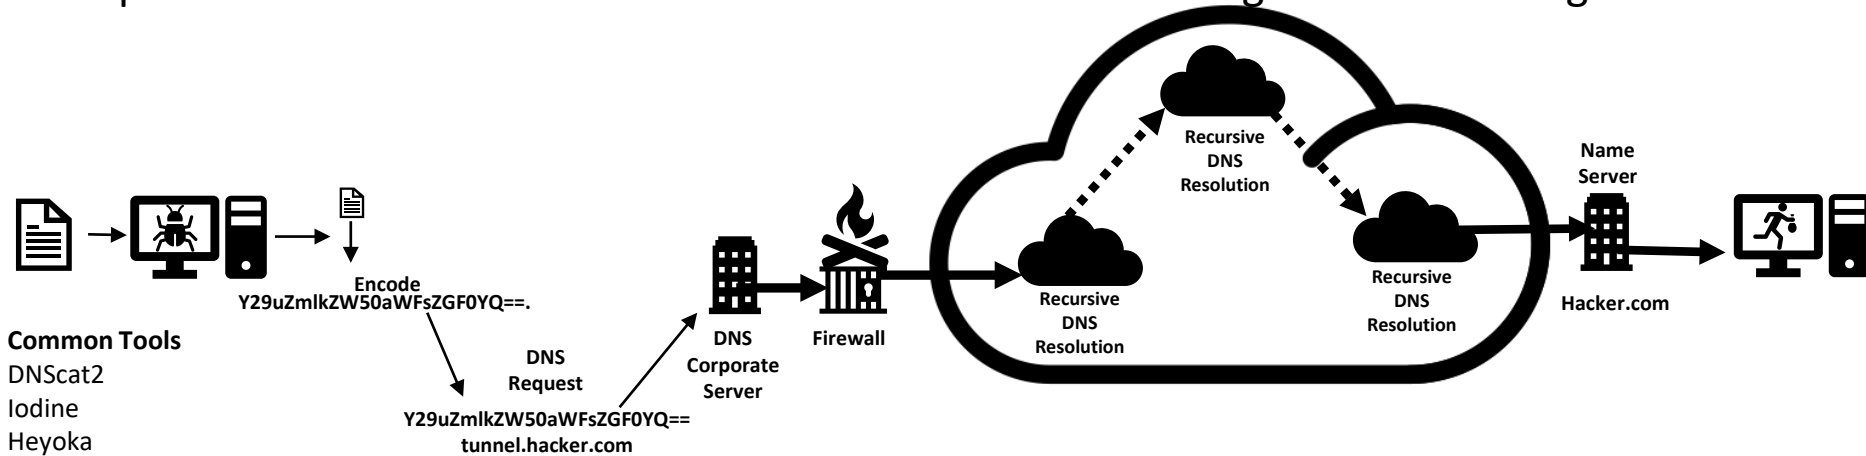 Encode
Y29uZmlkZW50aWFsZGF0YQ==.
Common Tools
DNScat2
Iodine
Heyoka
DNS
Request
Y29uZmlkZW50aWFsZGF0YQ==
tunnel.hacker.com
DNS
Corporate
Server
Firewall
Recursive
DNS
Resolution
Recursive
DNS
Resolution
Recursive
DNS
Resolution
Name
Server
Hacker.com